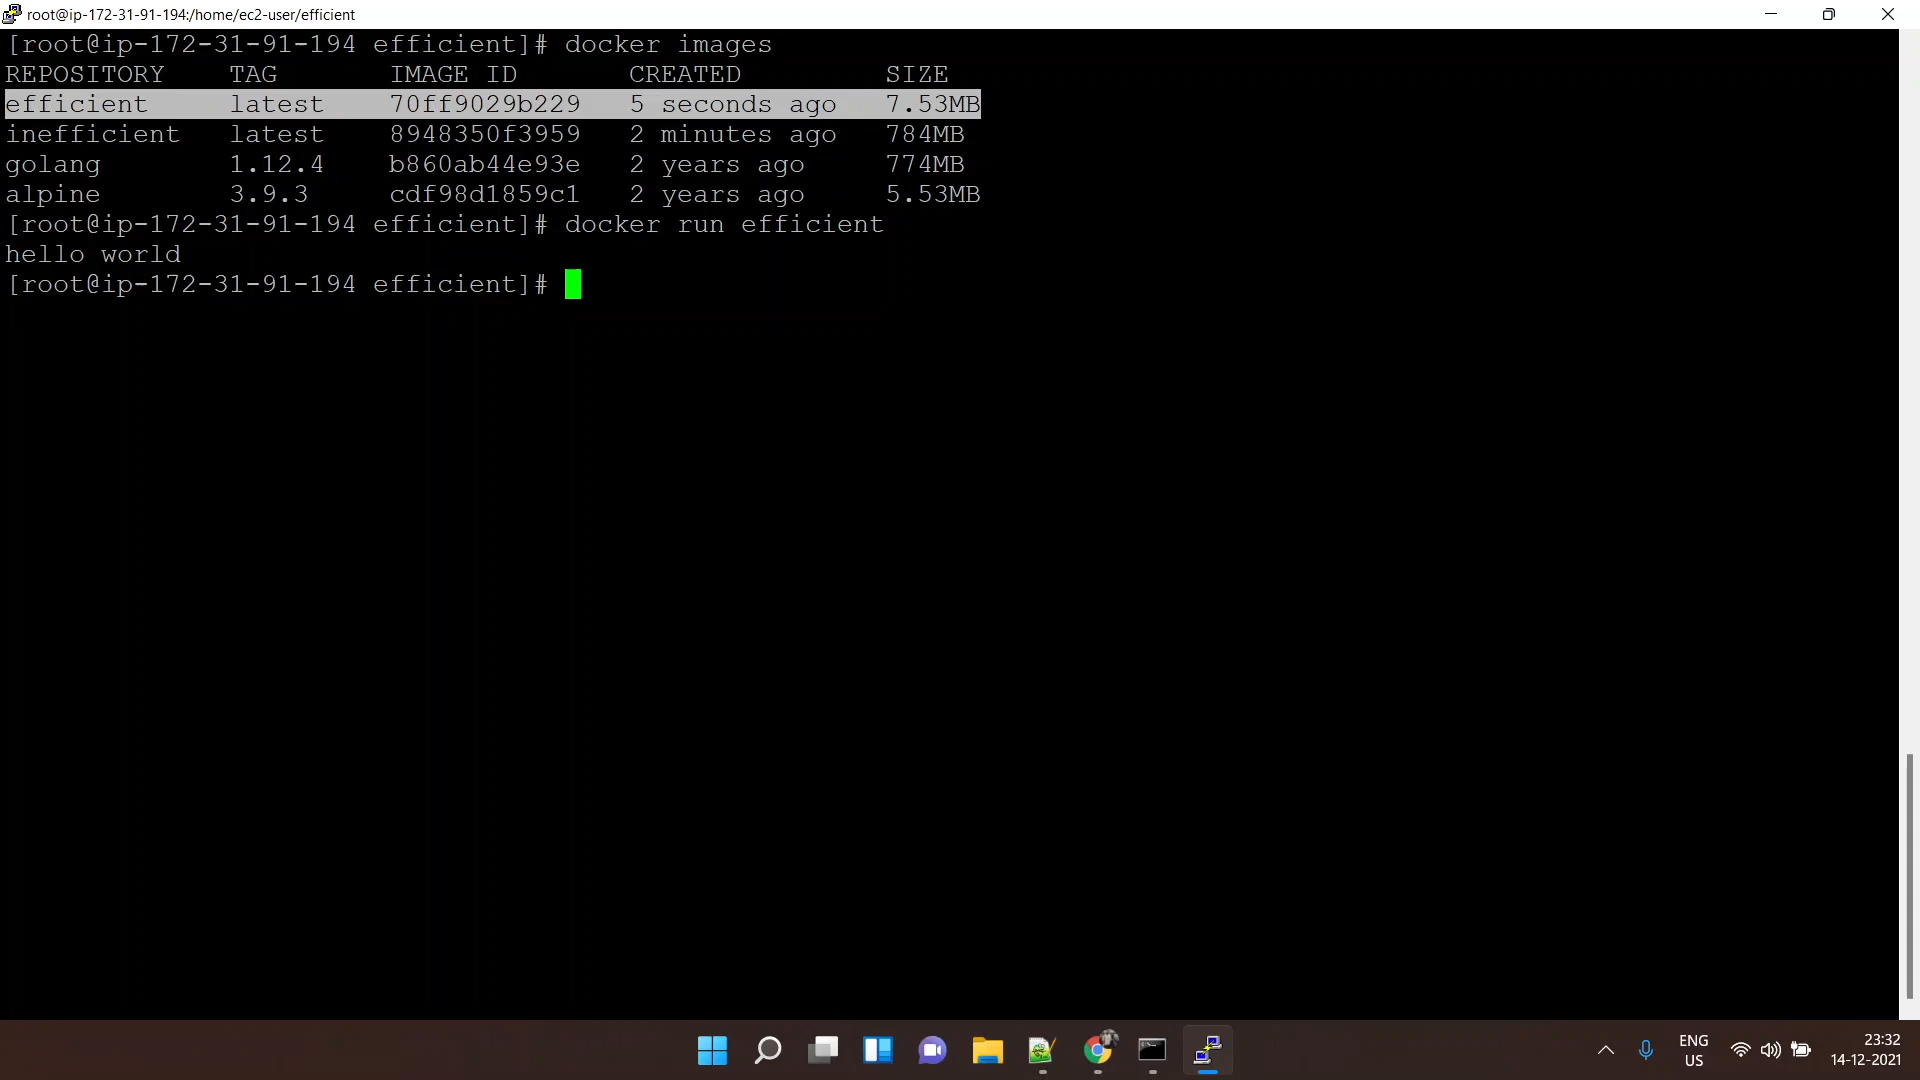 root@ip-172-31-91-194:/home/ec2-user/efficient
[root@ip-172-31-91-194 efficient]# docker images
REPOSITORY TAG IMAGE ID CREATED SIZE
efficient latest 70ff9029b229 5 seconds ago 7.53MB
inefficient latest 8948350f3959 2 minutes ago 784MB
golang 1.12.4 b860ab44e93e 2 years ago 774MB
alpine 3.9.3 cdf98d1859c1 2 years ago 5.53MB
[root@ip-172-31-91-194 efficient]# docker run efficient
hello world
[root@ip-172-31-91-194 efficient]#
ENG
US
23:32
14-12-2021